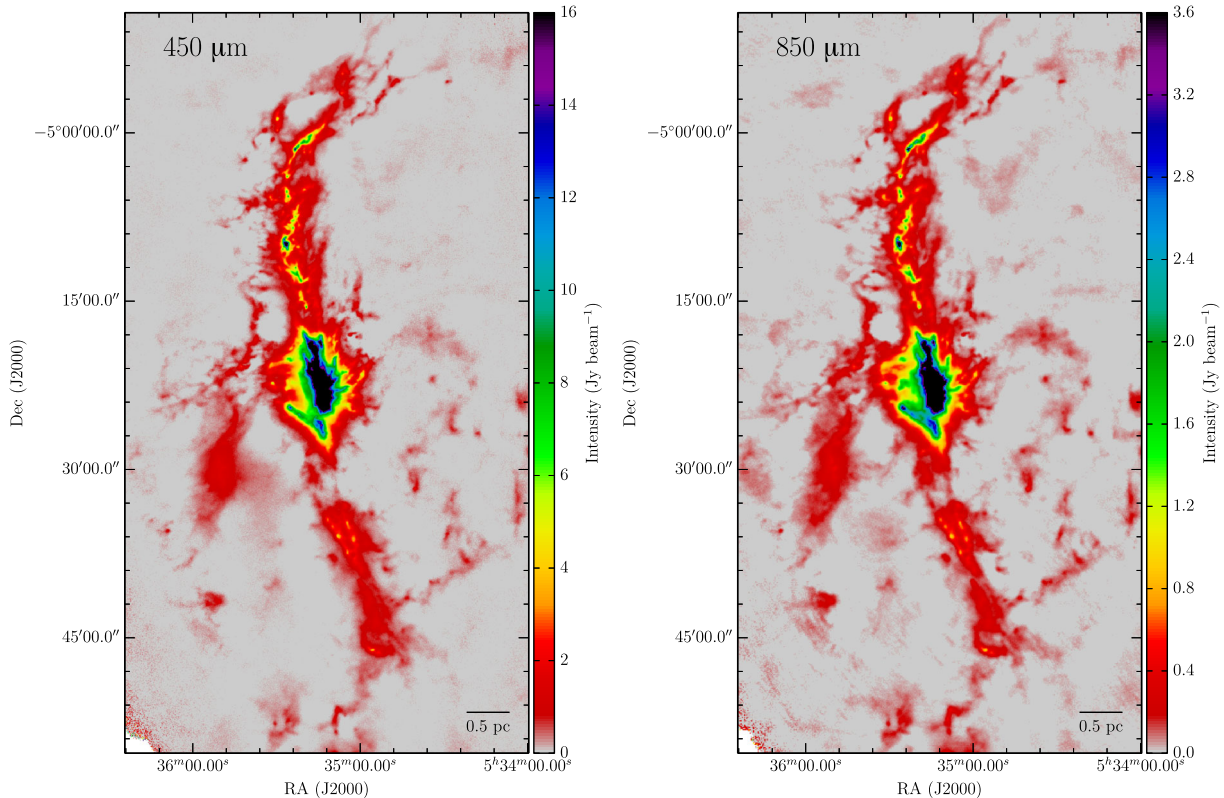 450 μm
−5°00′00.0″
15′00.0″
30′00.0″
45′00.0″
Dec (J2000)
36ᵐ00.00ˢ
35ᵐ00.00ˢ
5ʰ34ᵐ00.00ˢ
RA (J2000)
0.5 pc
16
14
12
10
8
6
4
2
0
Intensity (Jy beam⁻¹)
850 μm
−5°00′00.0″
15′00.0″
30′00.0″
45′00.0″
Dec (J2000)
36ᵐ00.00ˢ
35ᵐ00.00ˢ
5ʰ34ᵐ00.00ˢ
RA (J2000)
0.5 pc
3.6
3.2
2.8
2.4
2.0
1.6
1.2
0.8
0.4
0.0
Intensity (Jy beam⁻¹)